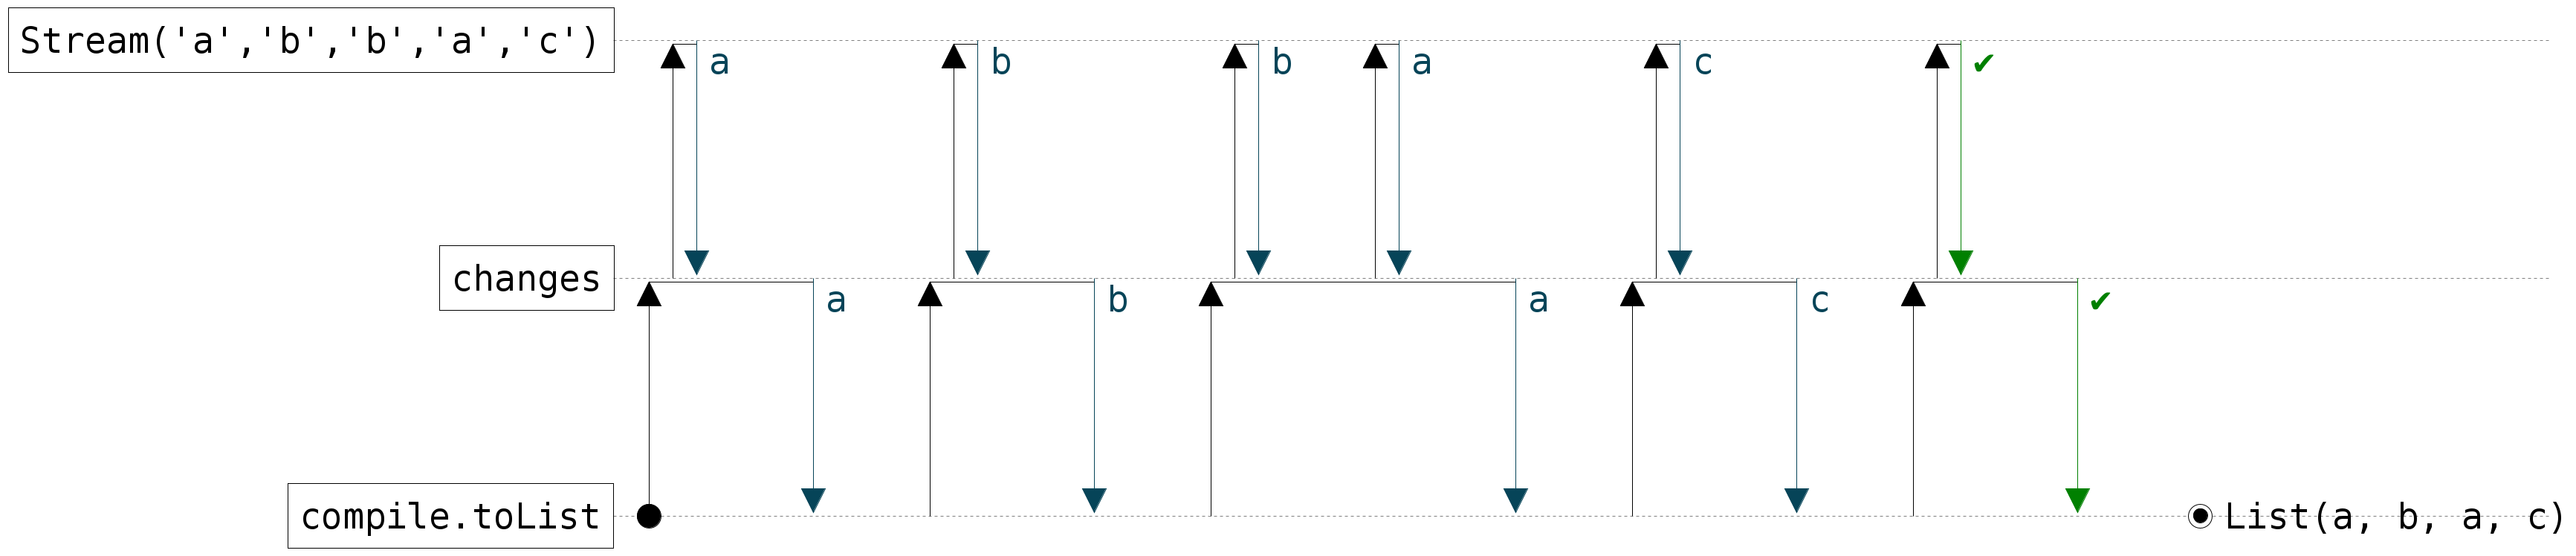 Stream('a','b','b','a','c')
a b b a c ✔
changes
a b a c ✔
compile.toList
List(a, b, a, c)